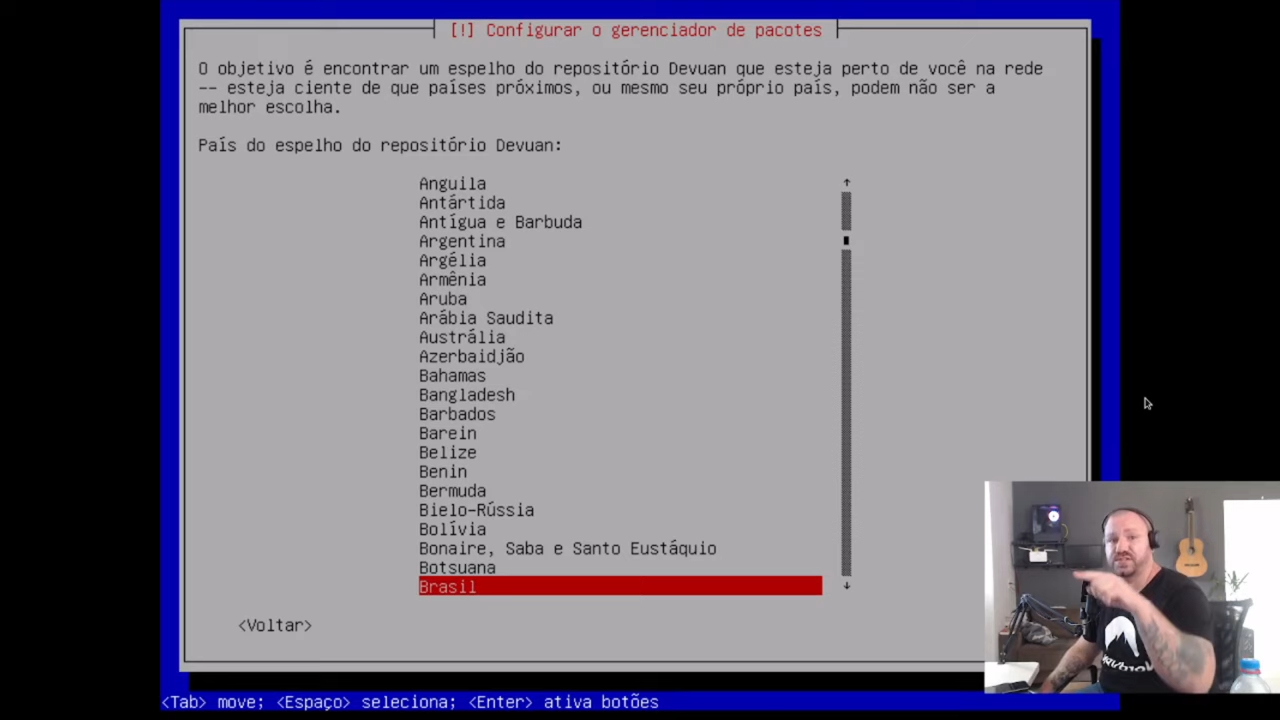 [!] Configurar o gerenciador de pacotes
O objetivo é encontrar um espelho do repositório Devuan que esteja perto de você na rede
-- esteja ciente de que países próximos, ou mesmo seu próprio país, podem não ser a
melhor escolha.
País do espelho do repositório Devuan:
Anguila
Antártida
Antígua e Barbuda
Argentina
Argélia
Armênia
Aruba
Arábia Saudita
Austrália
Azerbaidjão
Bahamas
Bangladesh
Barbados
Barein
Belize
Benin
Bermuda
Bielo-Rússia
Bolívia
Bonaire, Saba e Santo Eustáquio
Botsuana
Brasil
<Voltar>
<Tab> move; <Espaço> seleciona; <Enter> ativa botões